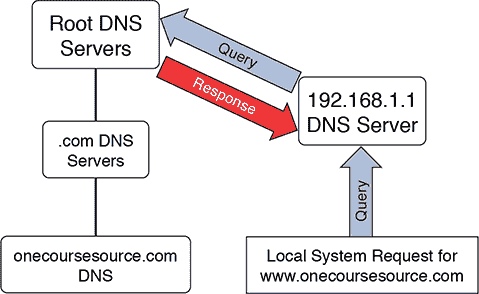 Root DNS
Servers
Query
Response
192.168.1.1
DNS Server
.com DNS
Servers
Query
onecoursesource.com
DNS
Local System Request for
www.onecoursesource.com